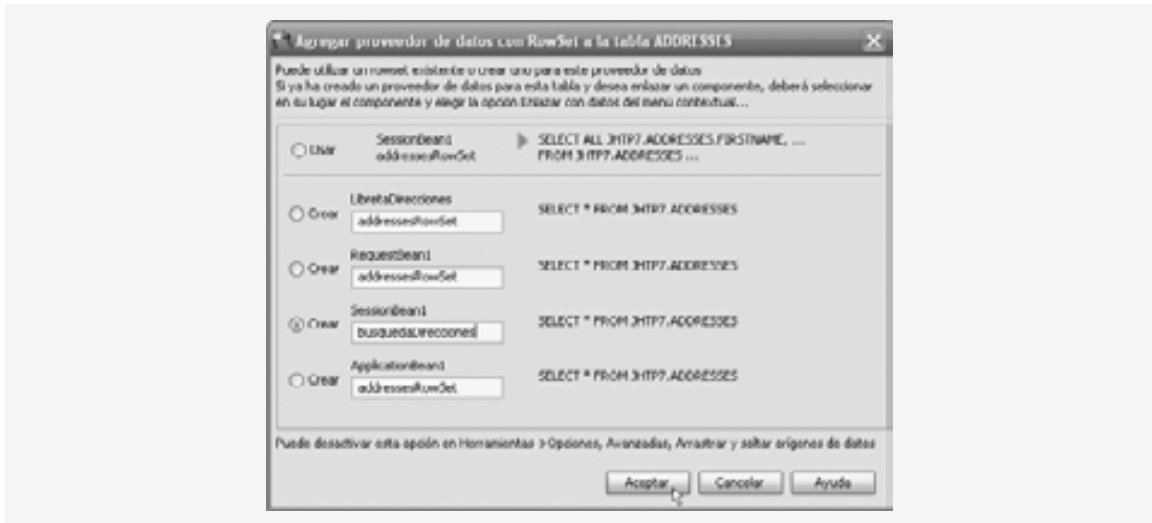 Agregar proveedor de datos con RowSet a la tabla ADDRESSES
Puede utilizar un rowset existente o crear uno para este proveedor de datos
Si ya ha creado un proveedor de datos para esta tabla y desea enlazar un componente, deberá seleccionar
en su lugar el componente y elegir la opción Enlazar con datos del menú contextual...
Usar SessionBean1 SELECT ALL JHTP7.ADDRESSES.FIRSTNAME, ...
addressesRowSet FROM JHTP7.ADDRESSES ...
LibretaDirecciones
Crear addressesRowSet SELECT * FROM JHTP7.ADDRESSES
RequestBean1
Crear addressesRowSet SELECT * FROM JHTP7.ADDRESSES
SessionBean1
Crear busquedaDirecciones SELECT * FROM JHTP7.ADDRESSES
ApplicationBean1
Crear addressesRowSet SELECT * FROM JHTP7.ADDRESSES
Puede desactivar esta opción en Herramientas > Opciones, Avanzadas, Arrastrar y soltar orígenes de datos
Aceptar Cancelar Ayuda